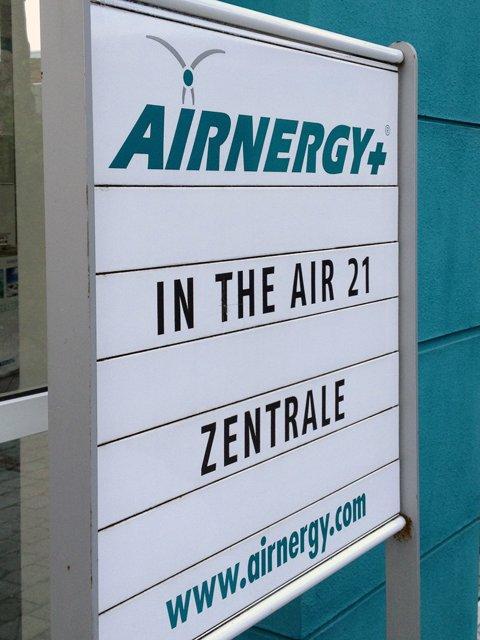 AIRNERGY+®
IN THE AIR 21
ZENTRALE
www.airnergy.com